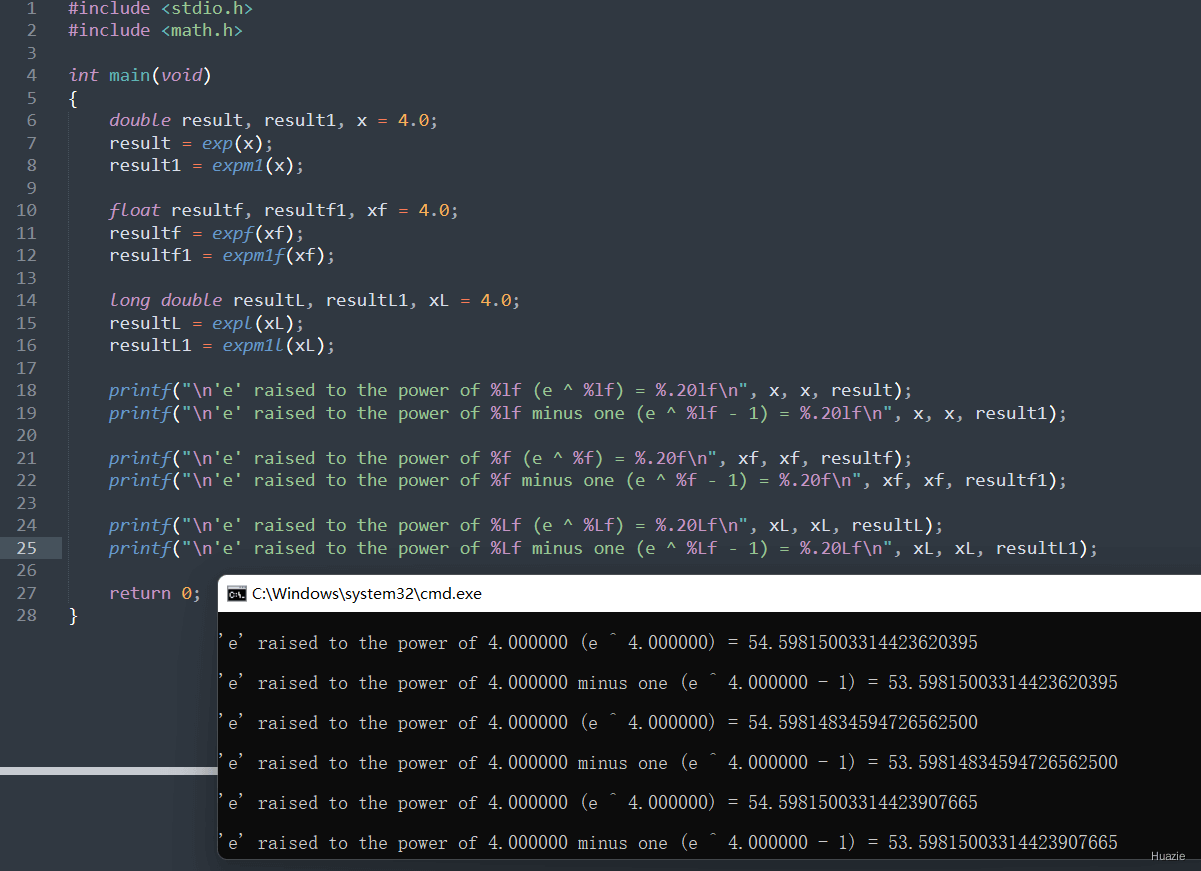 1 #include <stdio.h>
2 #include <math.h>
3
4 int main(void)
5 {
6 double result, result1, x = 4.0;
7 result = exp(x);
8 result1 = expm1(x);
9
10 float resultf, resultf1, xf = 4.0;
11 resultf = expf(xf);
12 resultf1 = expm1f(xf);
13
14 long double resultL, resultL1, xL = 4.0;
15 resultL = expl(xL);
16 resultL1 = expm1l(xL);
17
18 printf("\n'e' raised to the power of %lf (e ^ %lf) = %.20lf\n", x, x, result);
19 printf("\n'e' raised to the power of %lf minus one (e ^ %lf - 1) = %.20lf\n", x, x, result1);
20
21 printf("\n'e' raised to the power of %f (e ^ %f) = %.20f\n", xf, xf, resultf);
22 printf("\n'e' raised to the power of %f minus one (e ^ %f - 1) = %.20f\n", xf, xf, resultf1);
23
24 printf("\n'e' raised to the power of %Lf (e ^ %Lf) = %.20Lf\n", xL, xL, resultL);
25 printf("\n'e' raised to the power of %Lf minus one (e ^ %Lf - 1) = %.20Lf\n", xL, xL, resultL1);
26
27 return 0;
28 }
C:\Windows\system32\cmd.exe
'e' raised to the power of 4.000000 (e ^ 4.000000) = 54.59815003314423620395
'e' raised to the power of 4.000000 minus one (e ^ 4.000000 - 1) = 53.59815003314423620395
'e' raised to the power of 4.000000 (e ^ 4.000000) = 54.59814834594726562500
'e' raised to the power of 4.000000 minus one (e ^ 4.000000 - 1) = 53.59814834594726562500
'e' raised to the power of 4.000000 (e ^ 4.000000) = 54.59815003314423907665
'e' raised to the power of 4.000000 minus one (e ^ 4.000000 - 1) = 53.59815003314423907665
Huazie